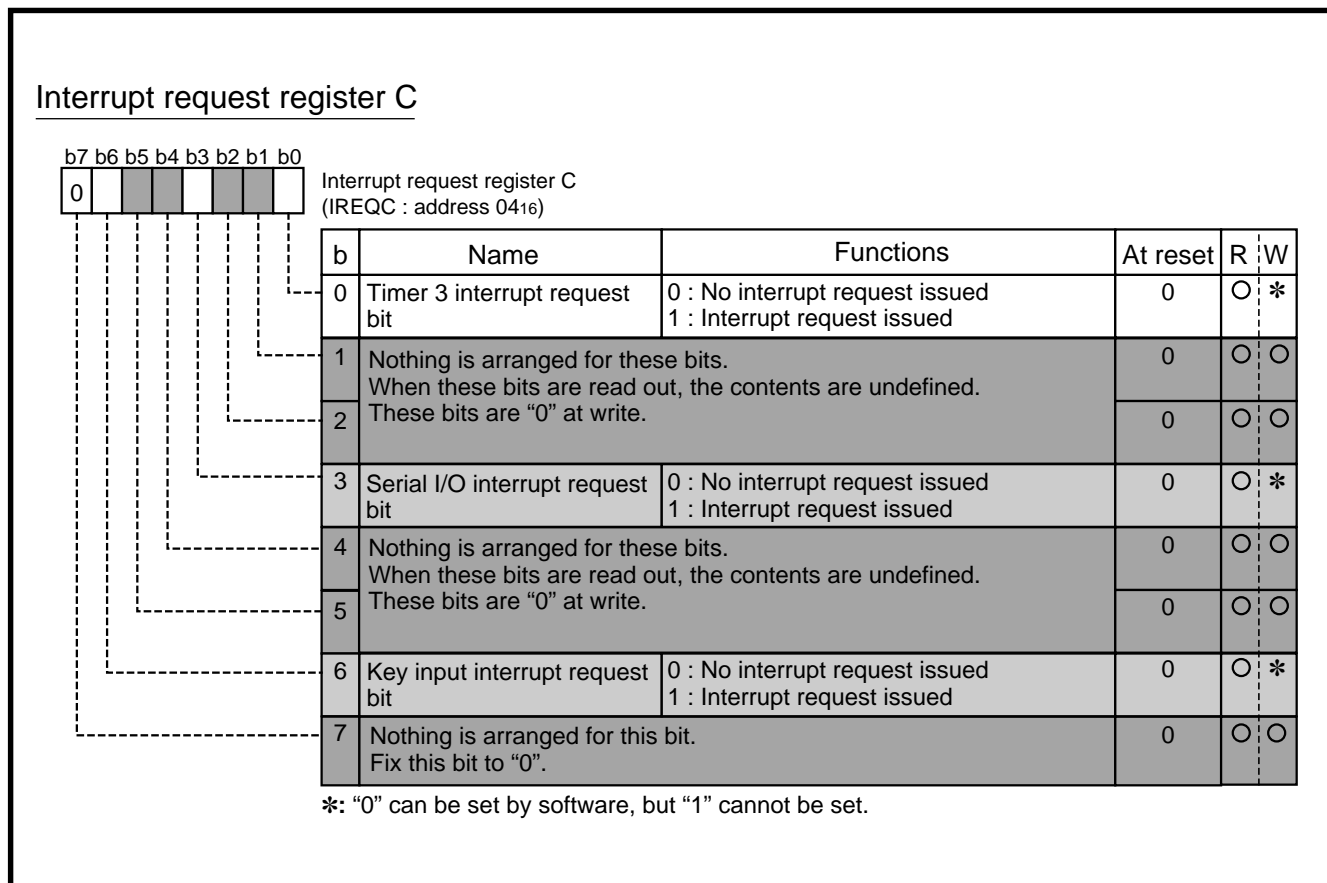 Interrupt request register C
b7 b6 b5 b4 b3 b2 b1 b0
0
Interrupt request register C
(IREQC : address 0416)
b Name Functions At reset R W
0 Timer 3 interrupt request 0 : No interrupt request issued 0 ○ ✻
bit 1 : Interrupt request issued
1 Nothing is arranged for these bits. 0 ○ ○
When these bits are read out, the contents are undefined.
2 These bits are “0” at write. 0 ○ ○
3 Serial I/O interrupt request 0 : No interrupt request issued 0 ○ ✻
bit 1 : Interrupt request issued
4 Nothing is arranged for these bits. 0 ○ ○
When these bits are read out, the contents are undefined.
5 These bits are “0” at write. 0 ○ ○
6 Key input interrupt request 0 : No interrupt request issued 0 ○ ✻
bit 1 : Interrupt request issued
7 Nothing is arranged for this bit. 0 ○ ○
Fix this bit to “0”.
✻: “0” can be set by software, but “1” cannot be set.